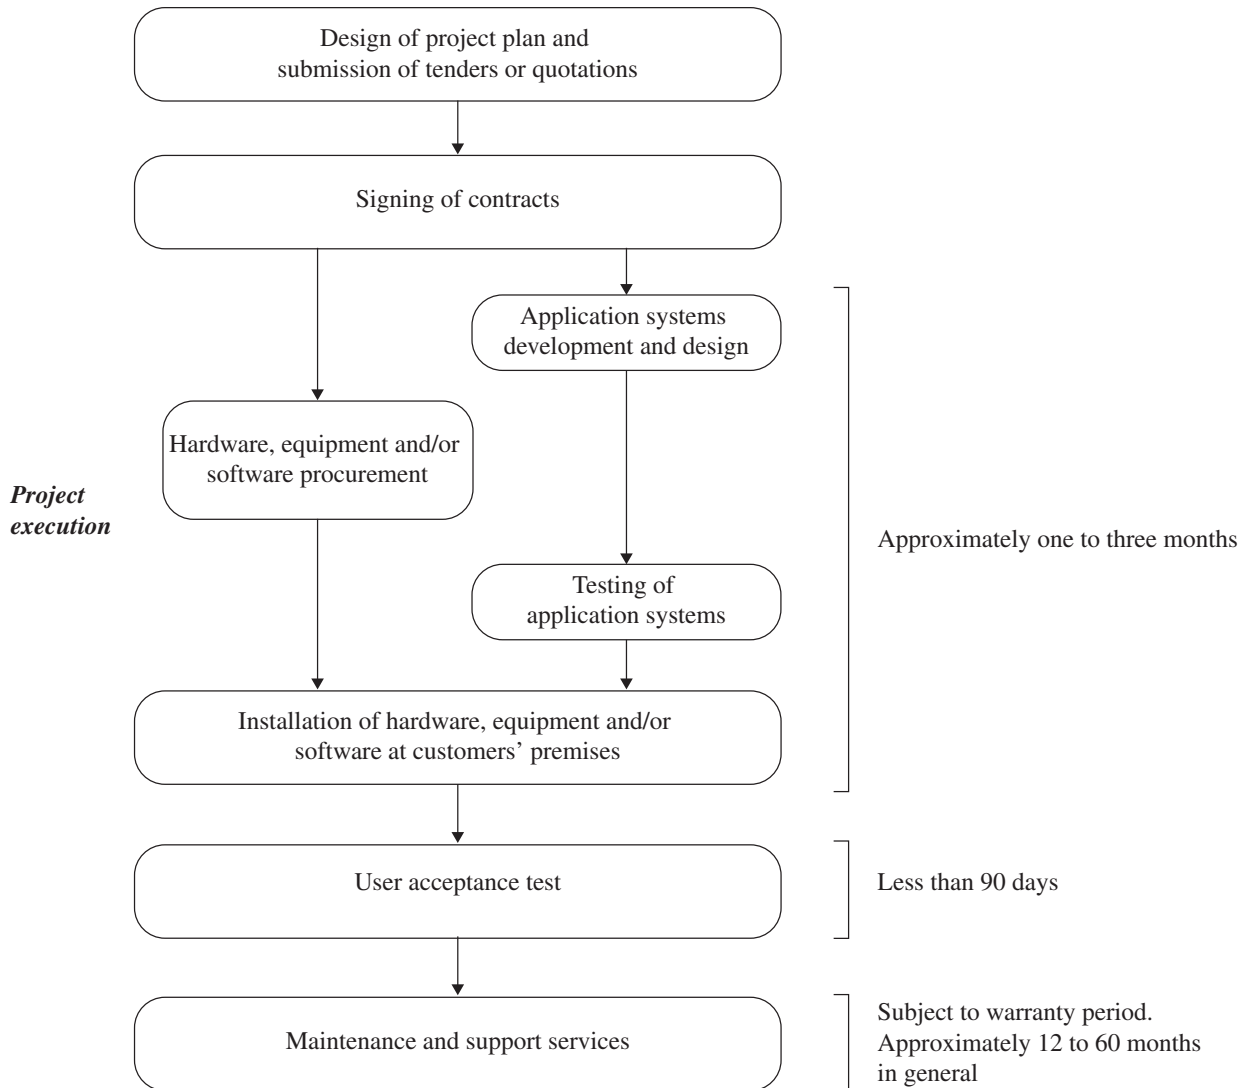 Design of project plan and
submission of tenders or quotations
Signing of contracts
Application systems
development and design
Hardware, equipment and/or
software procurement
Project
execution
Approximately one to three months
Testing of
application systems
Installation of hardware, equipment and/or
software at customers’ premises
User acceptance test
Less than 90 days
Maintenance and support services
Subject to warranty period.
Approximately 12 to 60 months
in general